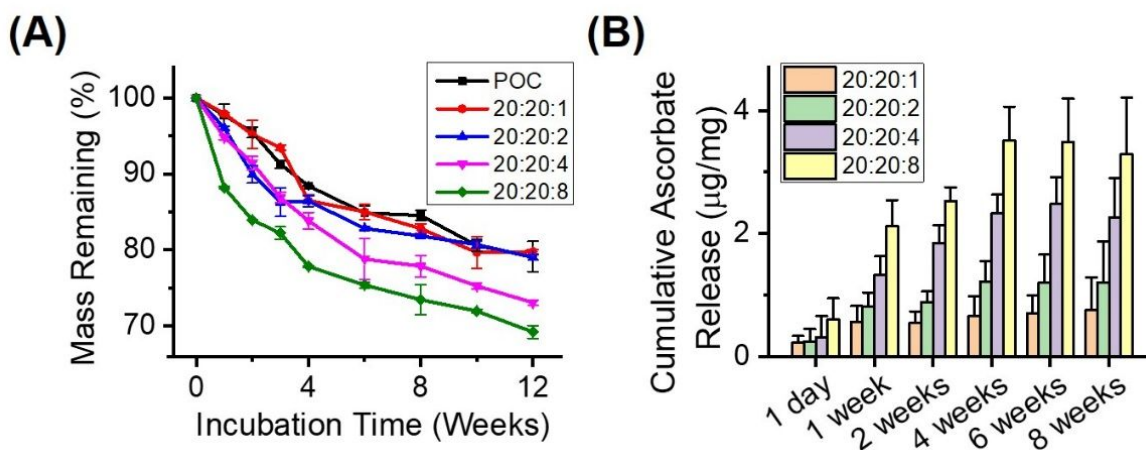 (A)
Mass Remaining (%)
100
90
80
70
0
4
8
12
Incubation Time (Weeks)
POC
20:20:1
20:20:2
20:20:4
20:20:8
(B)
Cumulative Ascorbate
Release (µg/mg)
4
2
0
20:20:1
20:20:2
20:20:4
20:20:8
1 day
1 week
2 weeks
4 weeks
6 weeks
8 weeks